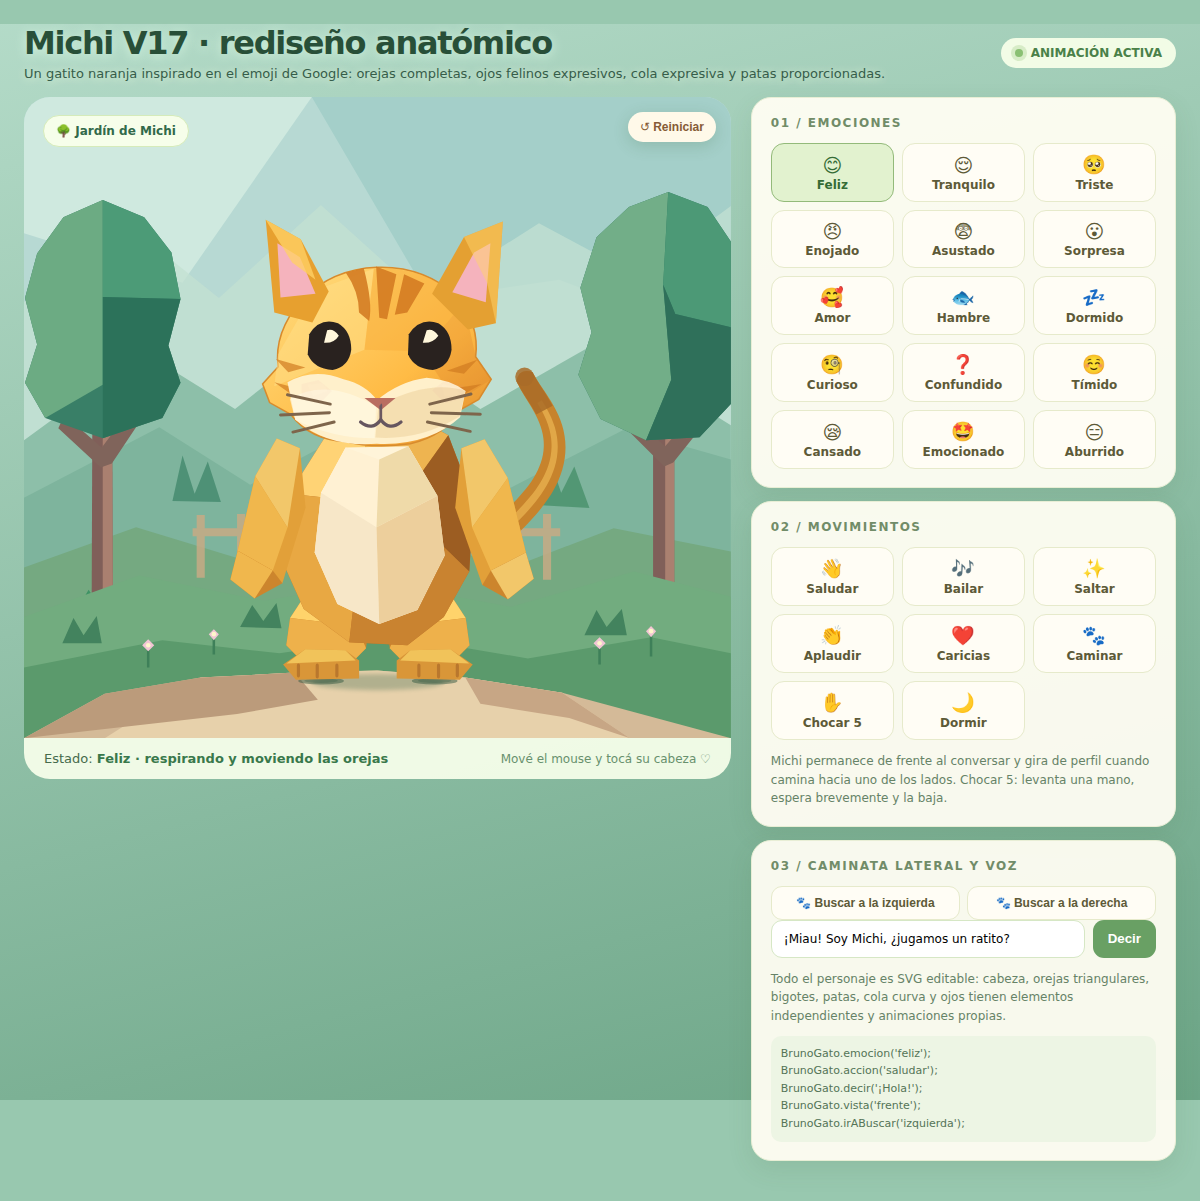 Michi V17 · rediseño anatómico
Un gatito naranja inspirado en el emoji de Google: orejas completas, ojos felinos expresivos, cola expresiva y patas proporcionadas.
ANIMACIÓN ACTIVA
Jardín de Michi
↺ Reiniciar
Estado: Feliz · respirando y moviendo las orejas
Mové el mouse y tocá su cabeza ♡
01 / EMOCIONES
Feliz
Tranquilo
Triste
Enojado
Asustado
Sorpresa
Amor
Hambre
Dormido
Curioso
Confundido
Tímido
Cansado
Emocionado
Aburrido
02 / MOVIMIENTOS
Saludar
Bailar
Saltar
Aplaudir
Caricias
Caminar
Chocar 5
Dormir
Michi permanece de frente al conversar y gira de perfil cuando
camina hacia uno de los lados. Chocar 5: levanta una mano,
espera brevemente y la baja.
03 / CAMINATA LATERAL Y VOZ
Buscar a la izquierda
Buscar a la derecha
¡Miau! Soy Michi, ¿jugamos un ratito?
Decir
Todo el personaje es SVG editable: cabeza, orejas triangulares,
bigotes, patas, cola curva y ojos tienen elementos
independientes y animaciones propias.
BrunoGato.emocion('feliz');
BrunoGato.accion('saludar');
BrunoGato.decir('¡Hola!');
BrunoGato.vista('frente');
BrunoGato.irABuscar('izquierda');